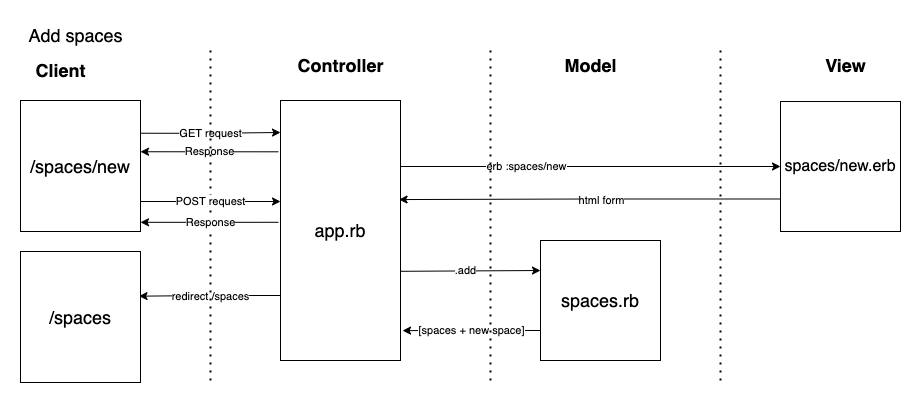 Add spaces
Client
Controller
Model
View
/spaces/new
GET request
Response
POST request
Response
app.rb
erb :spaces/new
html form
spaces/new.erb
.add
spaces.rb
[spaces + new space]
redirect /spaces
/spaces